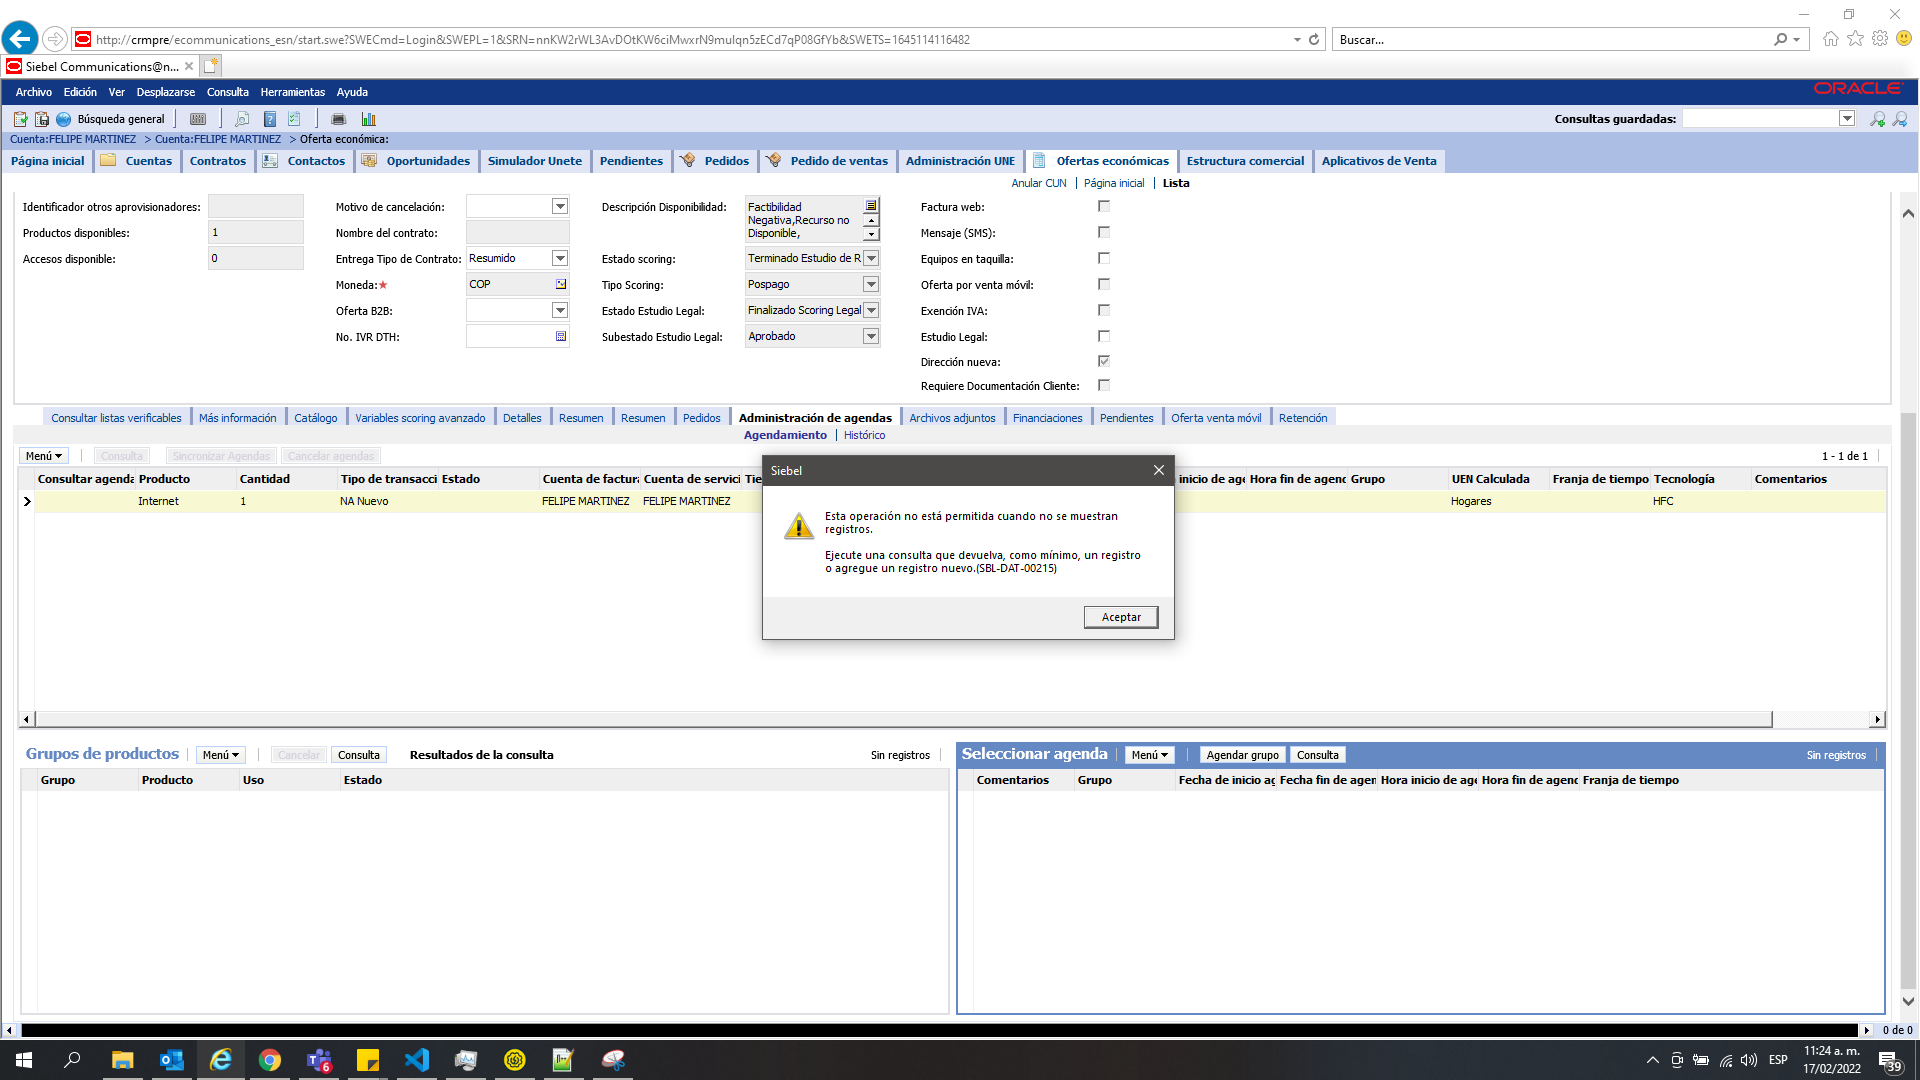 http://crmpre/ecommunications_esn/start.swe?SWECmd=Login&SWEPL=1&SRN=nnKW2rWL3AvDOtKW6ciMwxrN9muIqn5zECd7qP08GfYb&SWETS=1645114116482
Buscar...
Siebel Communications@n...
Archivo Edición Ver Desplazarse Consulta Herramientas Ayuda
ORACLE
Búsqueda general
Consultas guardadas:
Cuenta:FELIPE MARTINEZ > Cuenta:FELIPE MARTINEZ > Oferta económica:
Página inicial Cuentas Contratos Contactos Oportunidades Simulador Unete Pendientes Pedidos Pedido de ventas Administración UNE Ofertas económicas Estructura comercial Aplicativos de Venta
Anular CUN | Página inicial | Lista
Identificador otros aprovisionadores:
Productos disponibles: 1
Accesos disponible: 0
Motivo de cancelación:
Nombre del contrato:
Entrega Tipo de Contrato: Resumido
Moneda:★ COP
Oferta B2B:
No. IVR DTH:
Descripción Disponibilidad: Factibilidad
Negativa,Recurso no
Disponible,
Estado scoring: Terminado Estudio de R
Tipo Scoring: Pospago
Estado Estudio Legal: Finalizado Scoring Legal
Subestado Estudio Legal: Aprobado
Factura web:
Mensaje (SMS):
Equipos en taquilla:
Oferta por venta móvil:
Exención IVA:
Estudio Legal:
Dirección nueva:
Requiere Documentación Cliente:
Consultar listas verificables Más información Catálogo Variables scoring avanzado Detalles Resumen Resumen Pedidos Administración de agendas Archivos adjuntos Financiaciones Pendientes Oferta venta móvil Retención
Agendamiento | Histórico
Menú Consulta Sincronizar Agendas Cancelar agendas 1 - 1 de 1
Consultar agenda Producto Cantidad Tipo de transacci Estado Cuenta de factura Cuenta de servici Tie inicio de age Hora fin de agenc Grupo UEN Calculada Franja de tiempo Tecnología Comentarios
Internet 1 NA Nuevo FELIPE MARTINEZ FELIPE MARTINEZ Hogares HFC
Siebel
Esta operación no está permitida cuando no se muestran
registros.
Ejecute una consulta que devuelva, como mínimo, un registro
o agregue un registro nuevo.(SBL-DAT-00215)
Aceptar
Grupos de productos Menú Cancelar Consulta Resultados de la consulta Sin registros
Grupo Producto Uso Estado
Seleccionar agenda Menú Agendar grupo Consulta Sin registros
Comentarios Grupo Fecha de inicio ag Fecha fin de agen Hora inicio de age Hora fin de agenc Franja de tiempo
0 de 0
6
ESP
11:24 a. m.
17/02/2022
39